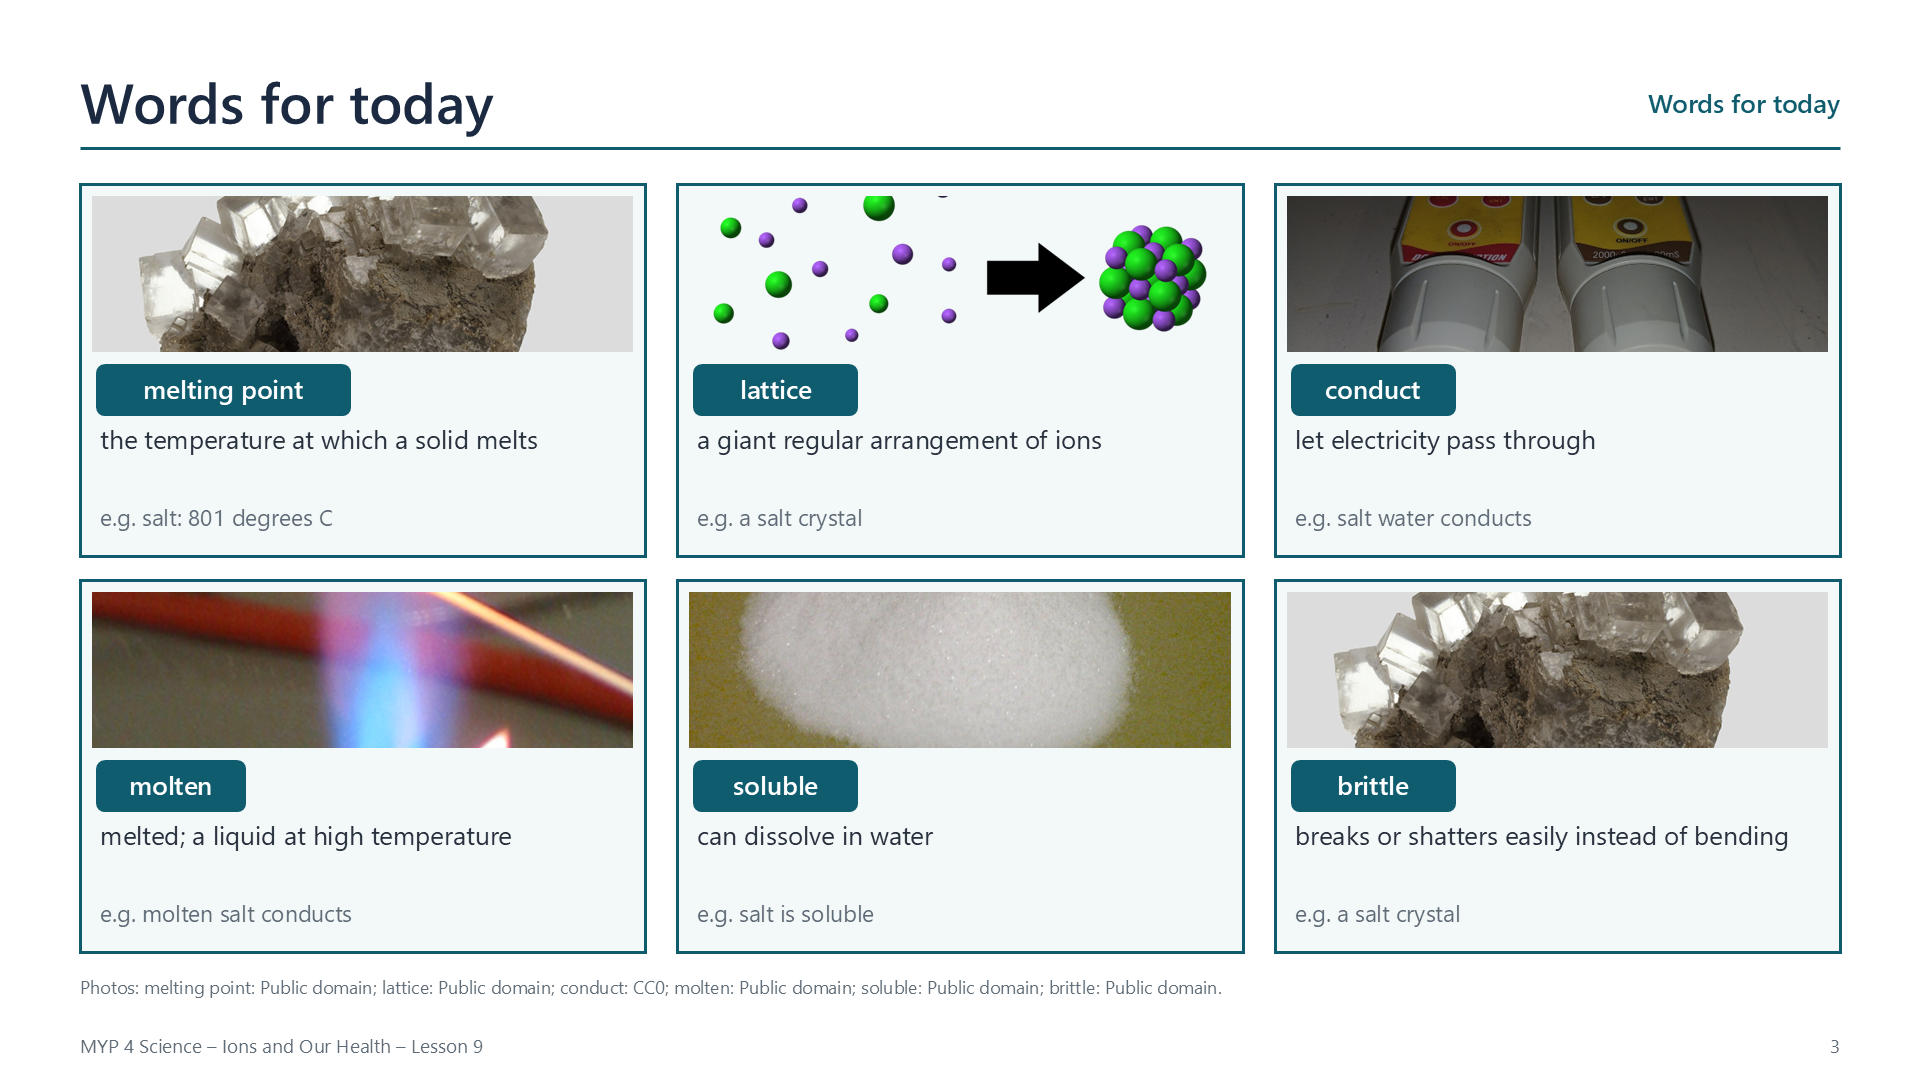 Words for today
Words for today
melting point
the temperature at which a solid melts
e.g. salt: 801 degrees C
lattice
a giant regular arrangement of ions
e.g. a salt crystal
ON/OFF
ON/OFF
conduct
let electricity pass through
e.g. salt water conducts
molten
melted; a liquid at high temperature
e.g. molten salt conducts
soluble
can dissolve in water
e.g. salt is soluble
brittle
breaks or shatters easily instead of bending
e.g. a salt crystal
Photos: melting point: Public domain; lattice: Public domain; conduct: CC0; molten: Public domain; soluble: Public domain; brittle: Public domain.
MYP 4 Science – Ions and Our Health – Lesson 9
3